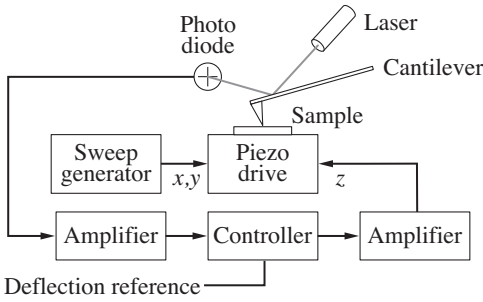 Photo
diode
Laser
Cantilever
Sample
Sweep
generator
x,y
Piezo
drive
z
Amplifier
Controller
Amplifier
Deflection reference